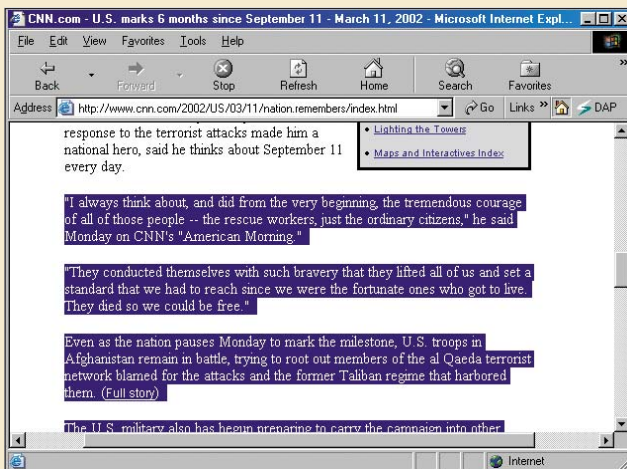 CNN.com - U.S. marks 6 months since September 11 - March 11, 2002 - Microsoft Internet Expl...
File Edit View Favorites Tools Help
Back Forward Stop Refresh Home Search Favorites »
Address http://www.cnn.com/2002/US/03/11/nation.remembers/index.html Go Links » DAP
response to the terrorist attacks made him a
national hero, said he thinks about September 11
every day.
• Lighting the Towers
• Maps and Interactives Index
"I always think about, and did from the very beginning, the tremendous courage
of all of those people -- the rescue workers, just the ordinary citizens," he said
Monday on CNN's "American Morning."
"They conducted themselves with such bravery that they lifted all of us and set a
standard that we had to reach since we were the fortunate ones who got to live.
They died so we could be free."
Even as the nation pauses Monday to mark the milestone, U.S. troops in
Afghanistan remain in battle, trying to root out members of the al Qaeda terrorist
network blamed for the attacks and the former Taliban regime that harbored
them. (Full story)
The U.S. military also has begun preparing to carry the campaign into other
Internet